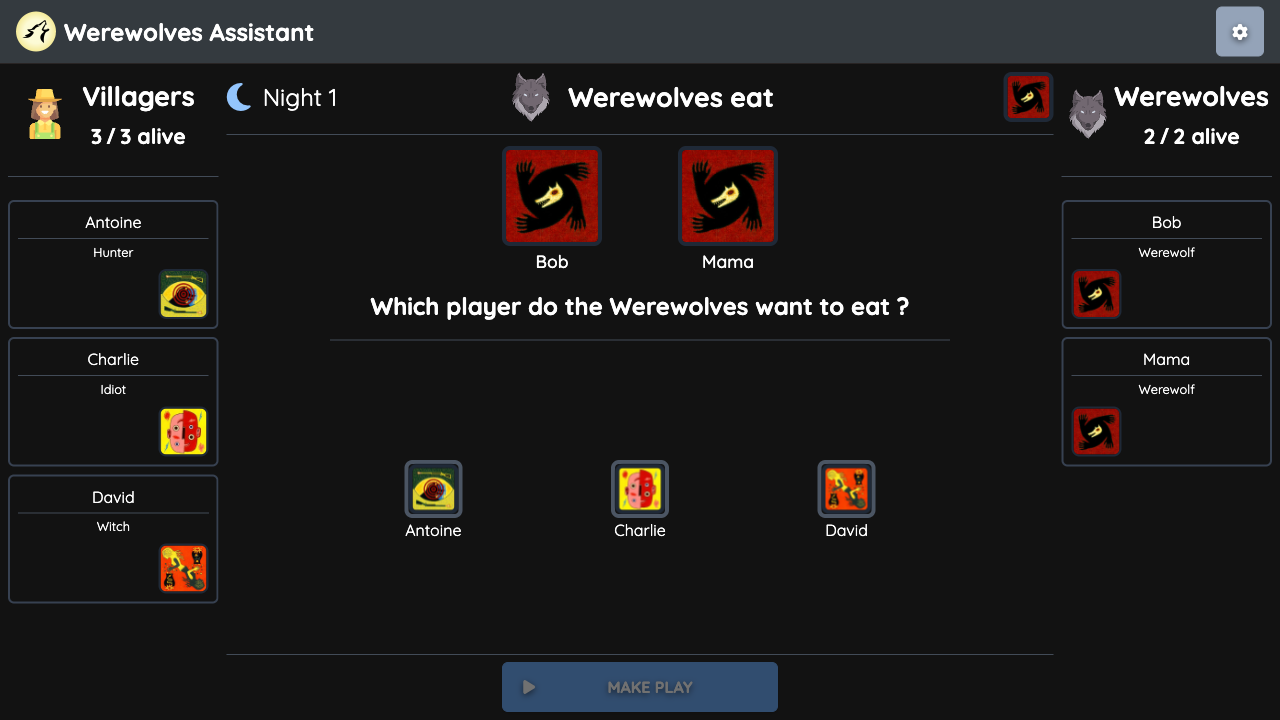 Werewolves Assistant
Villagers
3 / 3 alive
Antoine
Hunter
Charlie
Idiot
David
Witch
Night 1
Werewolves eat
Bob
Mama
Which player do the Werewolves want to eat ?
Antoine
Charlie
David
MAKE PLAY
Werewolves
2 / 2 alive
Bob
Werewolf
Mama
Werewolf